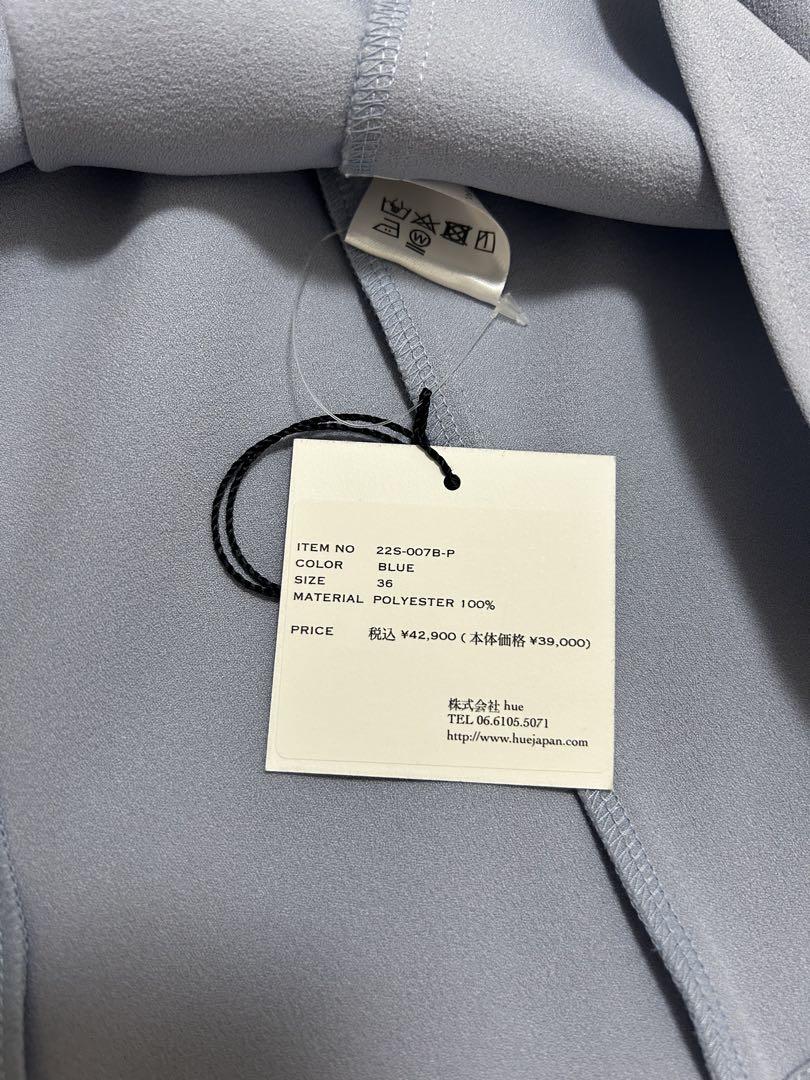 ITEM NO 22S-007B-P
COLOR BLUE
SIZE 36
MATERIAL POLYESTER 100%
PRICE 税込 ¥42,900 ( 本体価格 ¥39,000)
株式会社 hue
TEL 06.6105.5071
http://www.huejapan.com